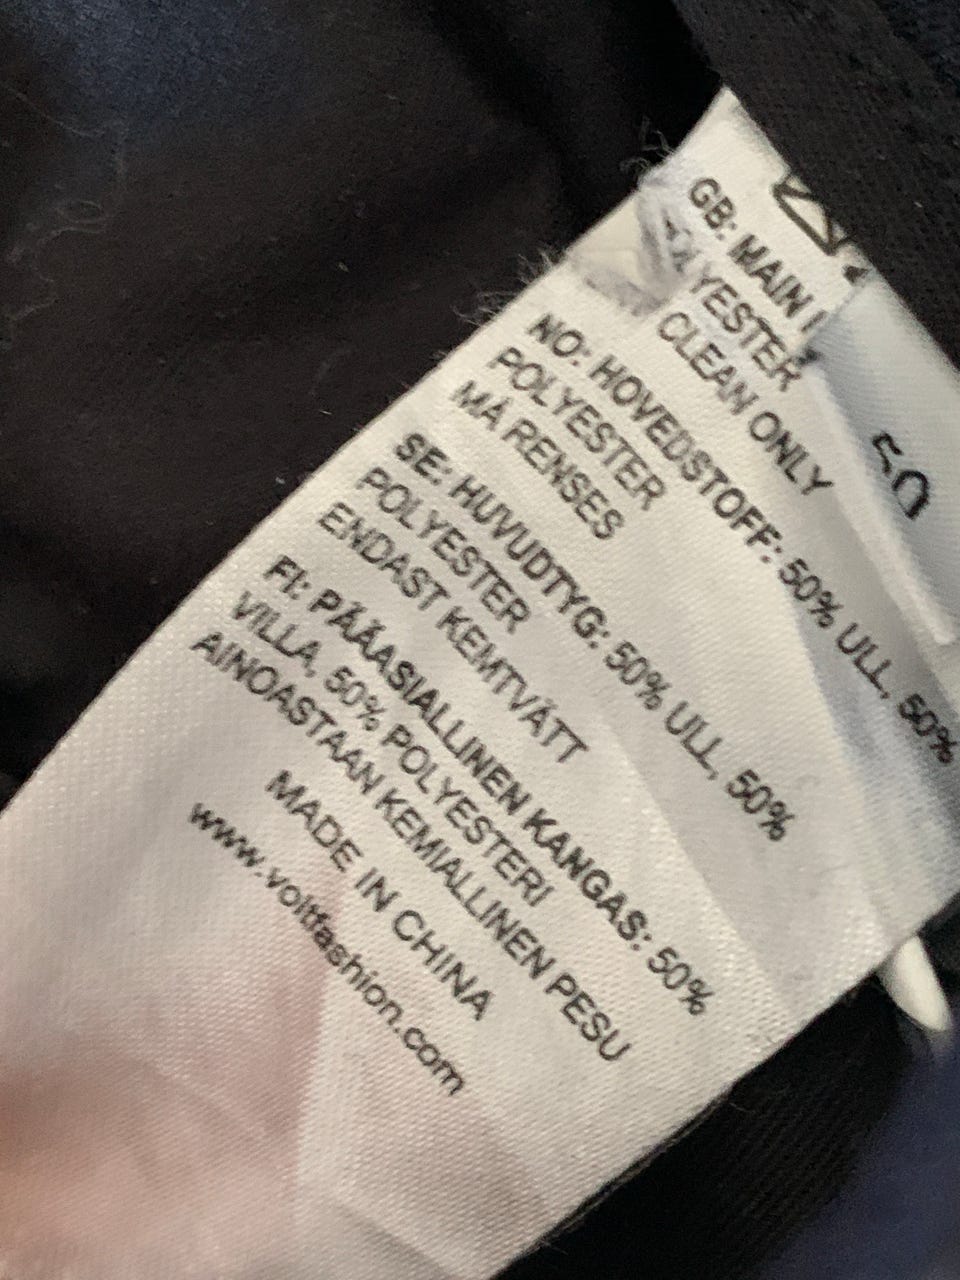 GB: MAIN
YESTER
CLEAN ONLY
NO: HOVEDSTOFF: 50% ULL, 50%
POLYESTER
MÅ RENSES
SE: HUVUDTYG: 50% ULL, 50%
POLYESTER
ENDAST KEMTVÄTT
FI: PÄÄASIALLINEN KANGAS: 50%
VILLA, 50% POLYESTERI
AINOASTAAN KEMIALLINEN PESU
MADE IN CHINA
www.voltfashion.com
50